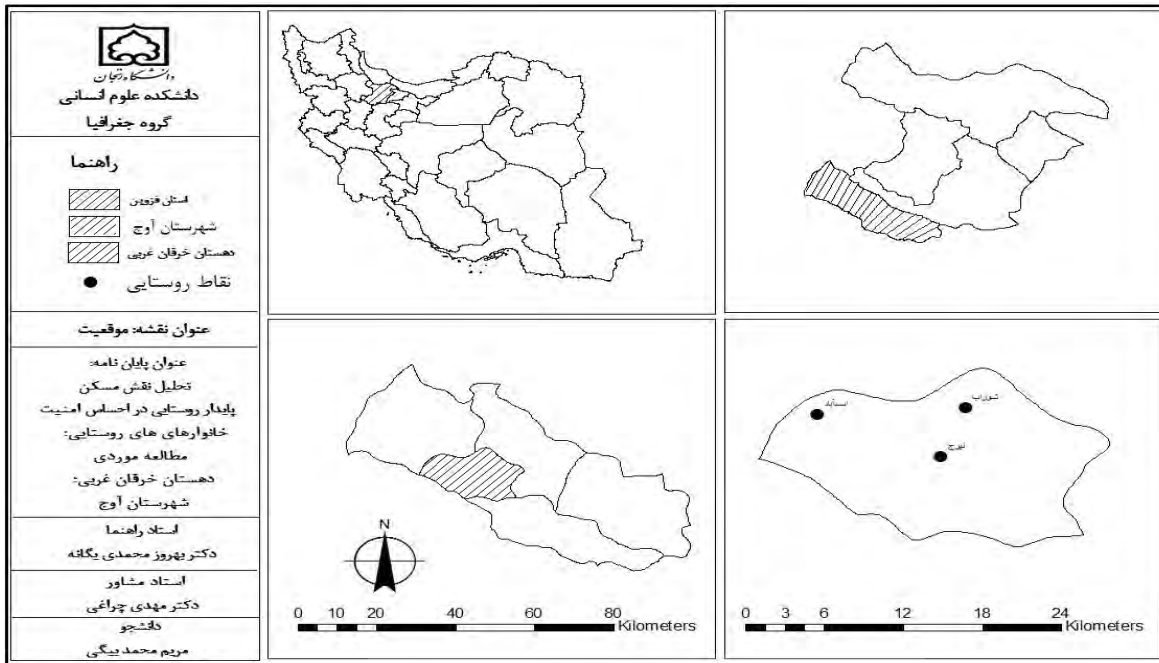 دانشگاه زنجان
دانشکده علوم انسانی
گروه جغرافیا
راهنما
استان قزوین
شهرستان آوج
دهستان خرقان غربی
نقاط روستایی
عنوان نقشه: موقعیت
عنوان پایان نامه:
تحلیل نقش مسکن
پایدار روستایی در احساس امنیت
خانوارهای های روستایی:
مطالعه موردی
دهستان خرقان غربی:
شهرستان آوج
استاد راهنما
دکتر بهروز محمدی یگانه
استاد مشاور
دکتر مهدی چراغی
دانشجو
مریم محمد بیگی
N
0 10 20 40 60 80
Kilometers
اسدآباد
شوراب
0 3 6 12 18 24
Kilometers